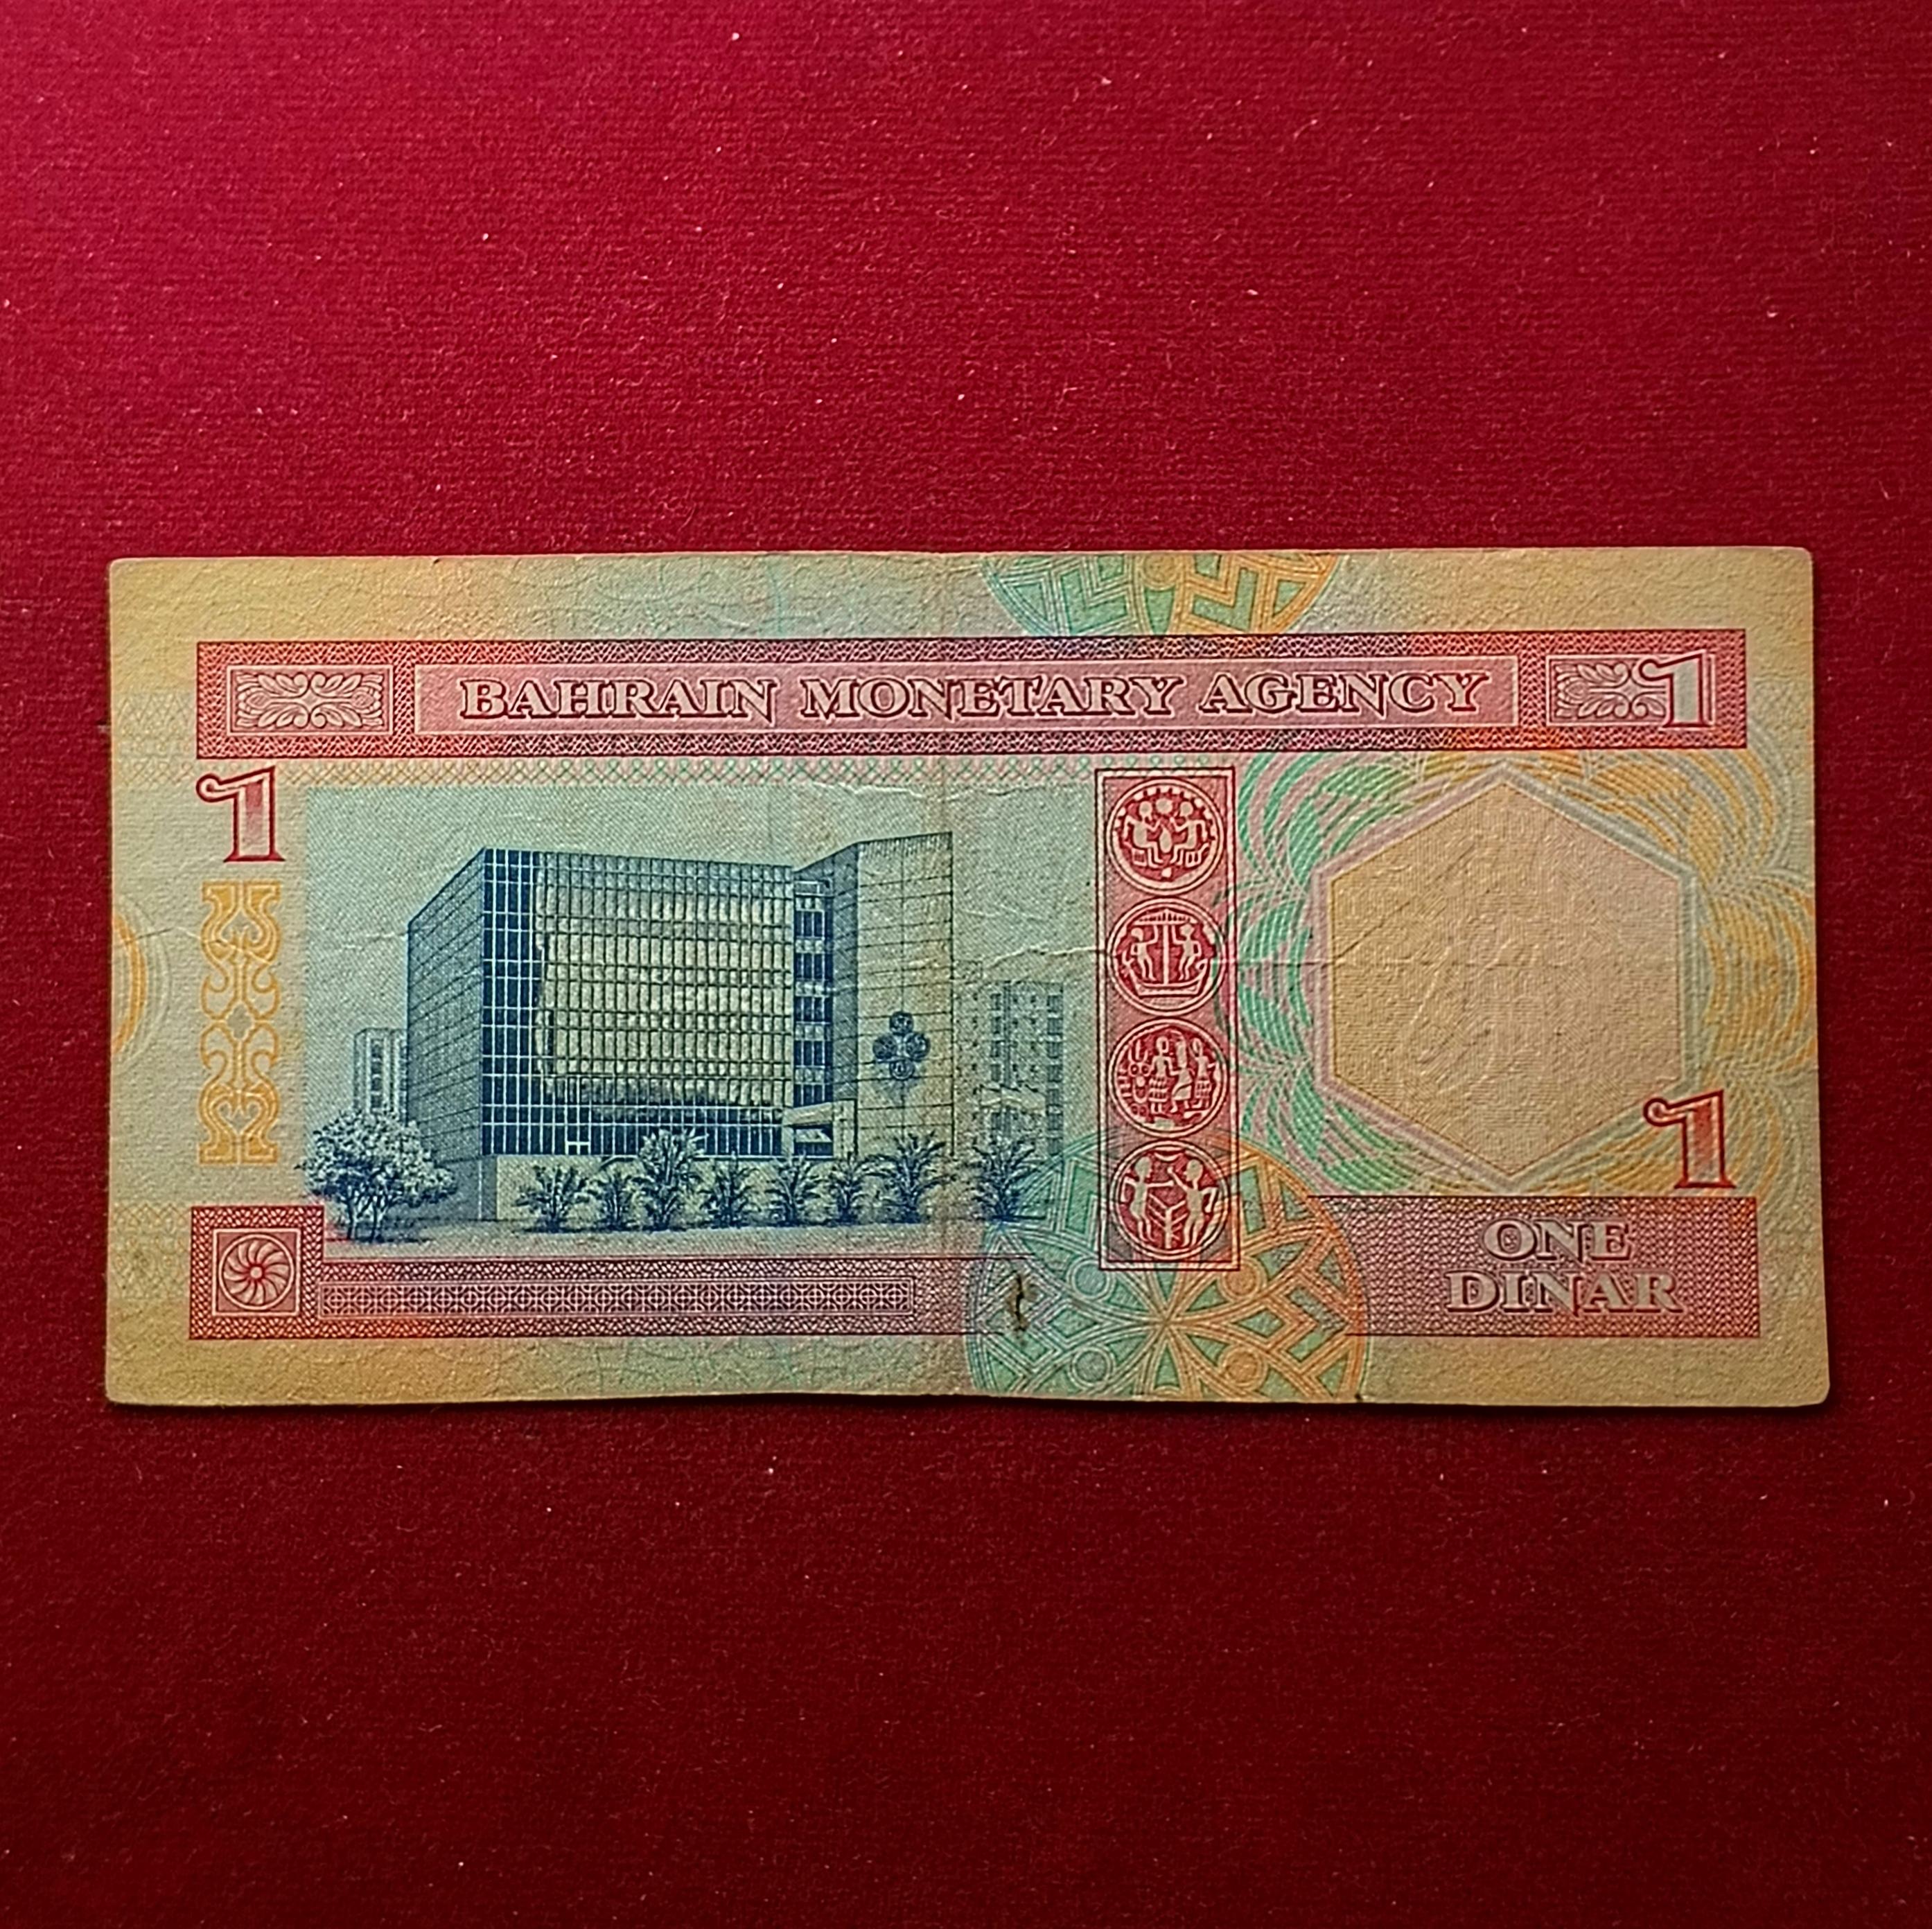 BAHRAIN MONETARY AGENCY
1
1
1
ONE
DINAR